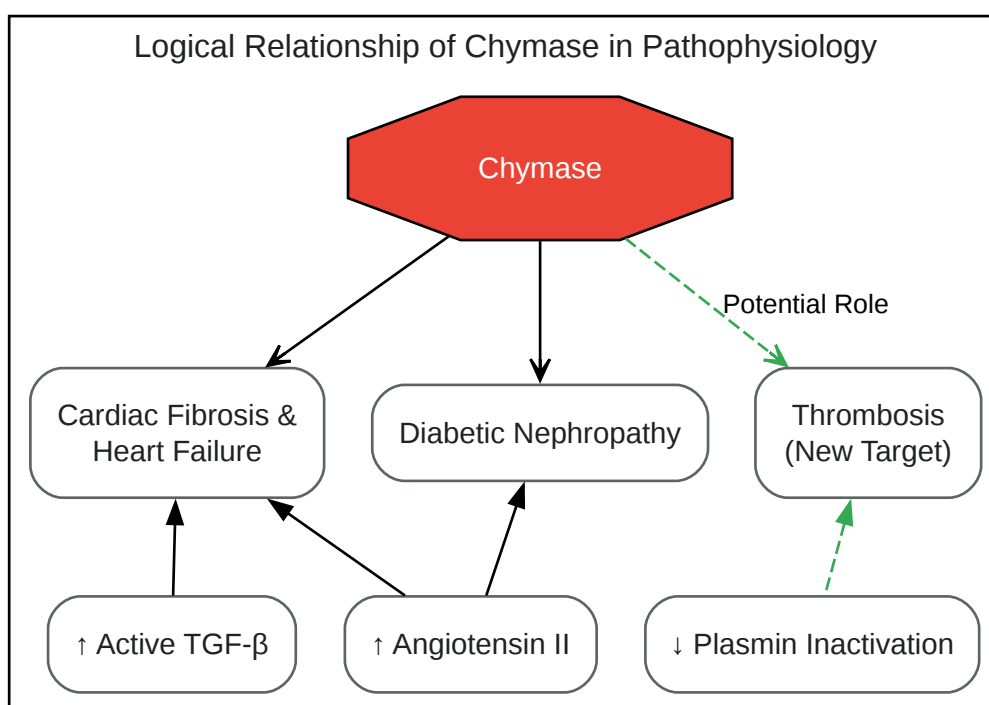 Logical Relationship of Chymase in Pathophysiology
Chymase
Potential Role
Cardiac Fibrosis &
Heart Failure
Diabetic Nephropathy
Thrombosis
(New Target)
↑ Active TGF-β
↑ Angiotensin II
↓ Plasmin Inactivation